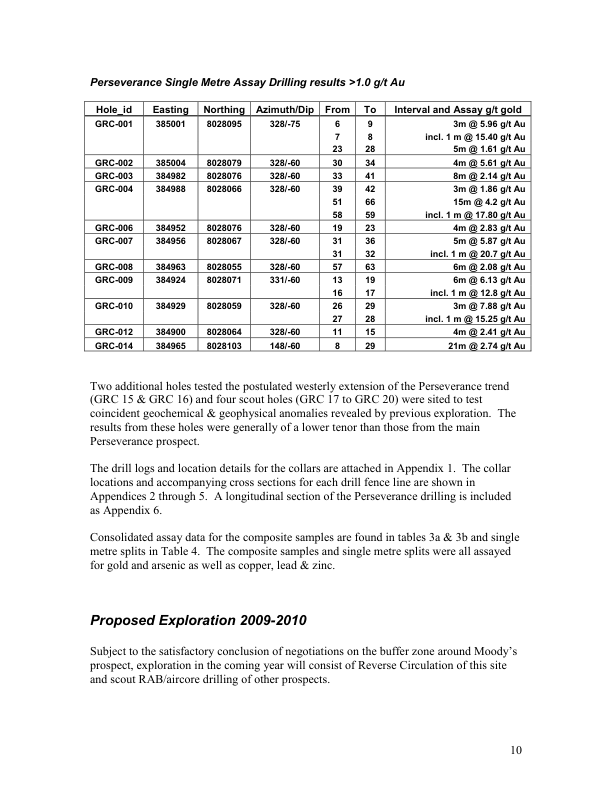 Perseverance Single Metre Assay Drilling results >1.0 g/t Au
Hole_id Easting Northing Azimuth/Dip From To Interval and Assay g/t gold
GRC-001 385001 8028095 328/-75 6 9 3m @ 5.96 g/t Au
7 8 incl. 1 m @ 15.40 g/t Au
23 28 5m @ 1.61 g/t Au
GRC-002 385004 8028079 328/-60 30 34 4m @ 5.61 g/t Au
GRC-003 384982 8028076 328/-60 33 41 8m @ 2.14 g/t Au
GRC-004 384988 8028066 328/-60 39 42 3m @ 1.86 g/t Au
51 66 15m @ 4.2 g/t Au
58 59 incl. 1 m @ 17.80 g/t Au
GRC-006 384952 8028076 328/-60 19 23 4m @ 2.83 g/t Au
GRC-007 384956 8028067 328/-60 31 36 5m @ 5.87 g/t Au
31 32 incl. 1 m @ 20.7 g/t Au
GRC-008 384963 8028055 328/-60 57 63 6m @ 2.08 g/t Au
GRC-009 384924 8028071 331/-60 13 19 6m @ 6.13 g/t Au
16 17 incl. 1 m @ 12.8 g/t Au
GRC-010 384929 8028059 328/-60 26 29 3m @ 7.88 g/t Au
27 28 incl. 1 m @ 15.25 g/t Au
GRC-012 384900 8028064 328/-60 11 15 4m @ 2.41 g/t Au
GRC-014 384965 8028103 148/-60 8 29 21m @ 2.74 g/t Au
Two additional holes tested the postulated westerly extension of the Perseverance trend
(GRC 15 & GRC 16) and four scout holes (GRC 17 to GRC 20) were sited to test
coincident geochemical & geophysical anomalies revealed by previous exploration. The
results from these holes were generally of a lower tenor than those from the main
Perseverance prospect.
The drill logs and location details for the collars are attached in Appendix 1. The collar
locations and accompanying cross sections for each drill fence line are shown in
Appendices 2 through 5. A longitudinal section of the Perseverance drilling is included
as Appendix 6.
Consolidated assay data for the composite samples are found in tables 3a & 3b and single
metre splits in Table 4. The composite samples and single metre splits were all assayed
for gold and arsenic as well as copper, lead & zinc.
Proposed Exploration 2009-2010
Subject to the satisfactory conclusion of negotiations on the buffer zone around Moody's
prospect, exploration in the coming year will consist of Reverse Circulation of this site
and scout RAB/aircore drilling of other prospects.
10